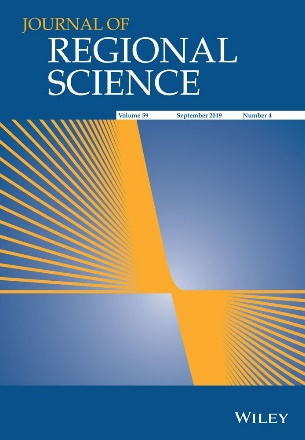 JOURNAL OF
REGIONAL
SCIENCE
Volume 59 September 2019 Number 4
WILEY